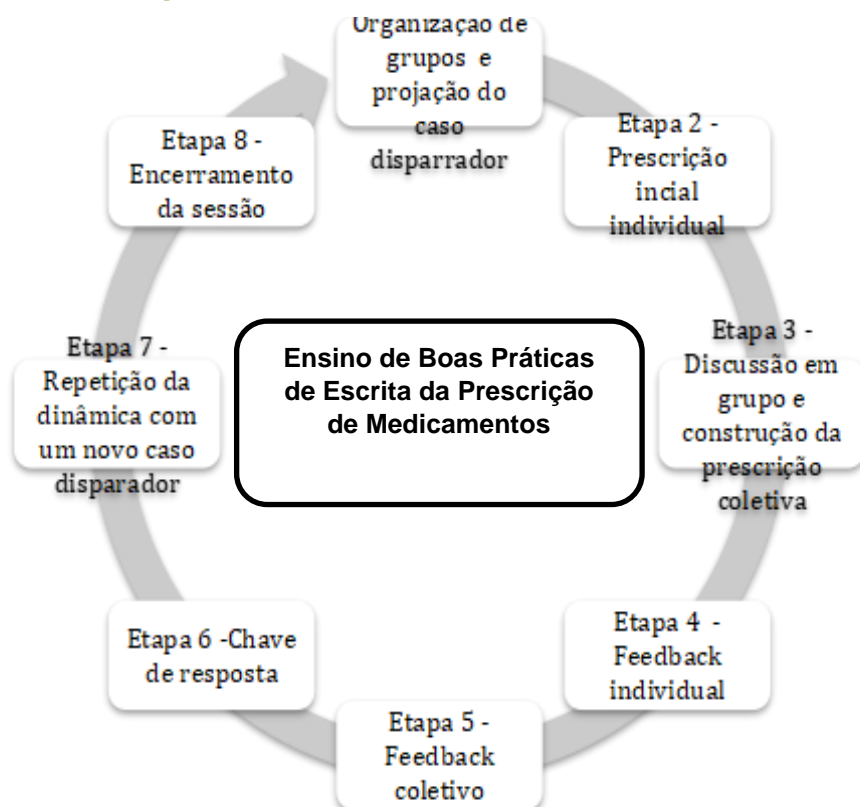 Organização de
grupos e
projação do
caso
disparrador
Etapa 2 -
Prescrição
incial
individual
Etapa 3 -
Discussão em
grupo e
construção da
prescrição
coletiva
Etapa 4 -
Feedback
individual
Etapa 5 -
Feedback
coletivo
Etapa 6 -Chave
de resposta
Etapa 7 -
Repetição da
dinâmica com
um novo caso
disparador
Etapa 8 -
Encerramento
da sessão
Ensino de Boas Práticas
de Escrita da Prescrição
de Medicamentos